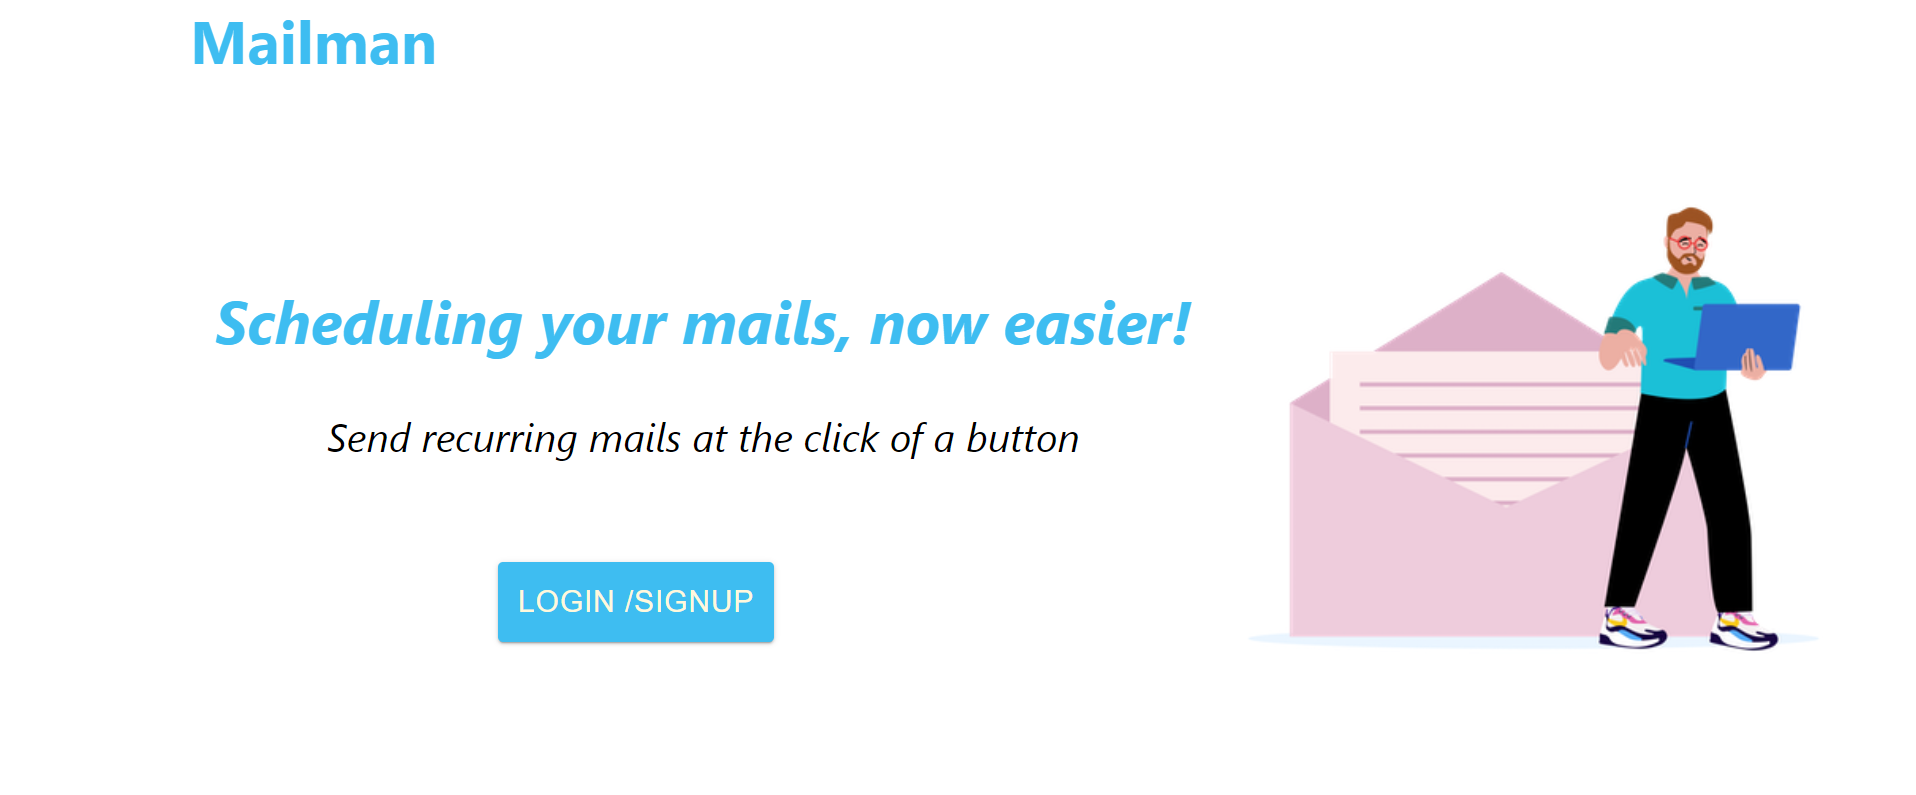 Mailman
Scheduling your mails, now easier!
Send recurring mails at the click of a button
LOGIN /SIGNUP